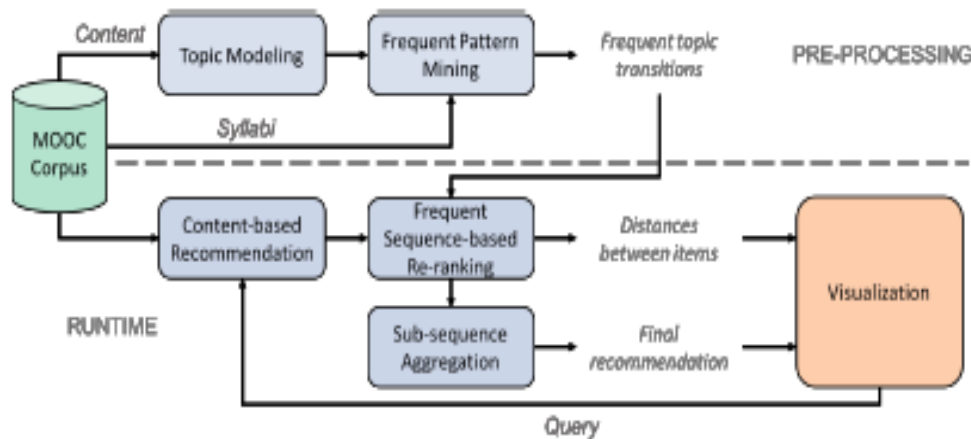 Content
Topic Modeling
Frequent Pattern
Mining
Frequent topic
transitions
PRE-PROCESSING
Syllabi
MOOC
Corpus
Content-based
Recommendation
Frequent
Sequence-based
Re-ranking
Distances
between items
Visualization
RUNTIME
Sub-sequence
Aggregation
Final
recommendation
Query